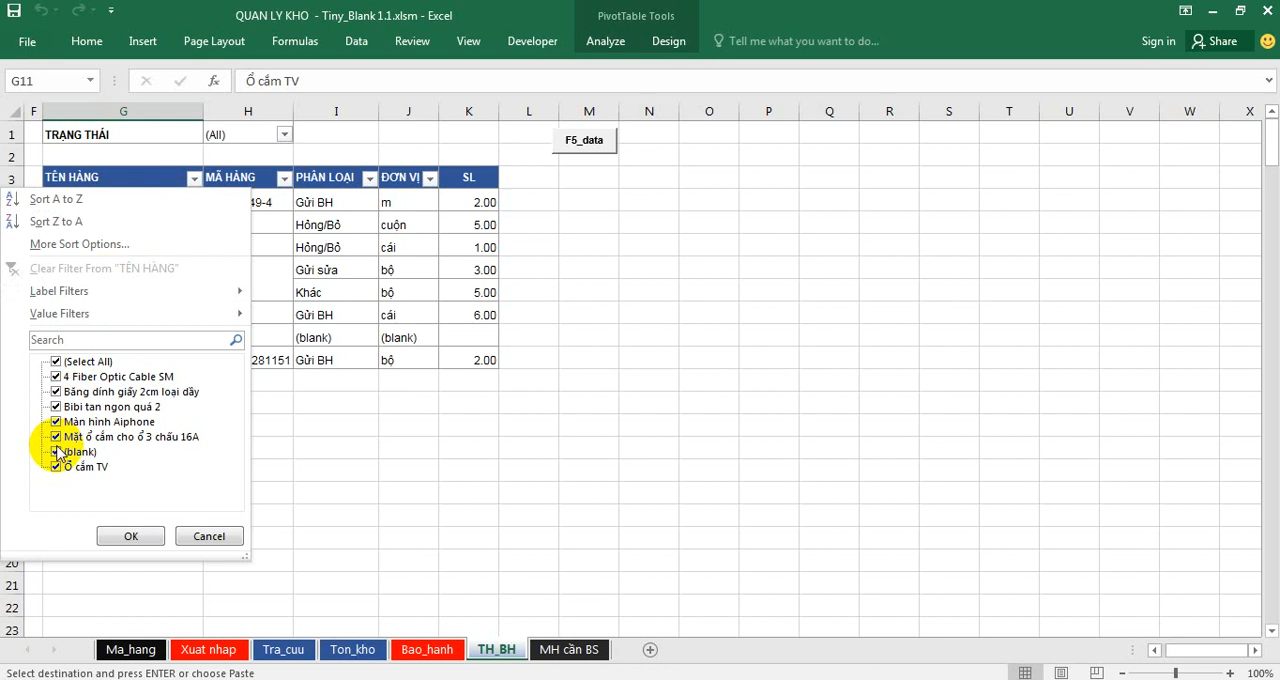 QUAN LY KHO - Tiny_Blank 1.1.xlsm - Excel
PivotTable Tools
File Home Insert Page Layout Formulas Data Review View Developer Analyze Design Tell me what you want to do... Sign in Share
G11 fx Ổ cắm TV
F G H I J K L M N O P Q R S T U V W X
1 TRẠNG THÁI (All) F5_data
2
3 TÊN HÀNG MÃ HÀNG PHÂN LOẠI ĐƠN VỊ SL
49-4 Gửi BH m 2.00
Hỏng/Bỏ cuộn 5.00
Hỏng/Bỏ cái 1.00
Gửi sửa bộ 3.00
Khác bộ 5.00
Gửi BH cái 6.00
(blank) (blank)
281151 Gửi BH bộ 2.00
Sort A to Z
Sort Z to A
More Sort Options...
Clear Filter From "TÊN HÀNG"
Label Filters
Value Filters
Search
(Select All)
4 Fiber Optic Cable SM
Băng dính giấy 2cm loại dầy
Bibi tan ngon quá 2
Màn hình Aiphone
Mặt ổ cắm cho ổ 3 chấu 16A
(blank)
Ổ cắm TV
OK Cancel
20
21
22
23
Ma_hang Xuat nhap Tra_cuu Ton_kho Bao_hanh TH_BH MH cần BS
Select destination and press ENTER or choose Paste 100%